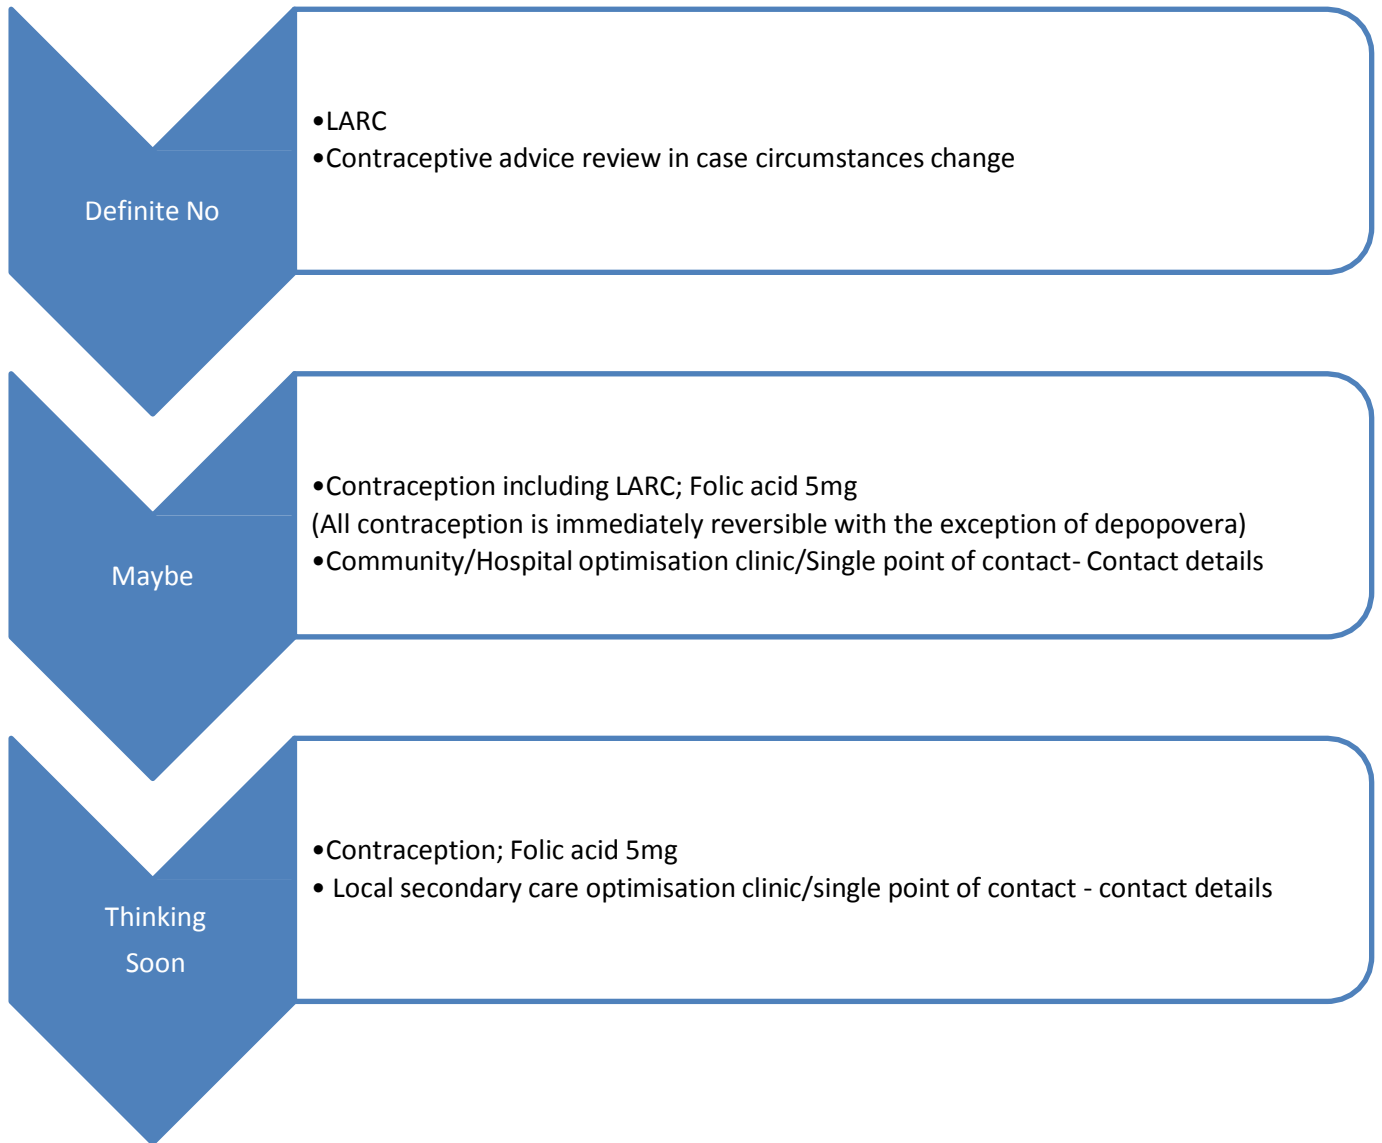 Definite No
•LARC
•Contraceptive advice review in case circumstances change
Maybe
•Contraception including LARC; Folic acid 5mg
(All contraception is immediately reversible with the exception of depopovera)
•Community/Hospital optimisation clinic/Single point of contact- Contact details
Thinking
Soon
•Contraception; Folic acid 5mg
• Local secondary care optimisation clinic/single point of contact - contact details